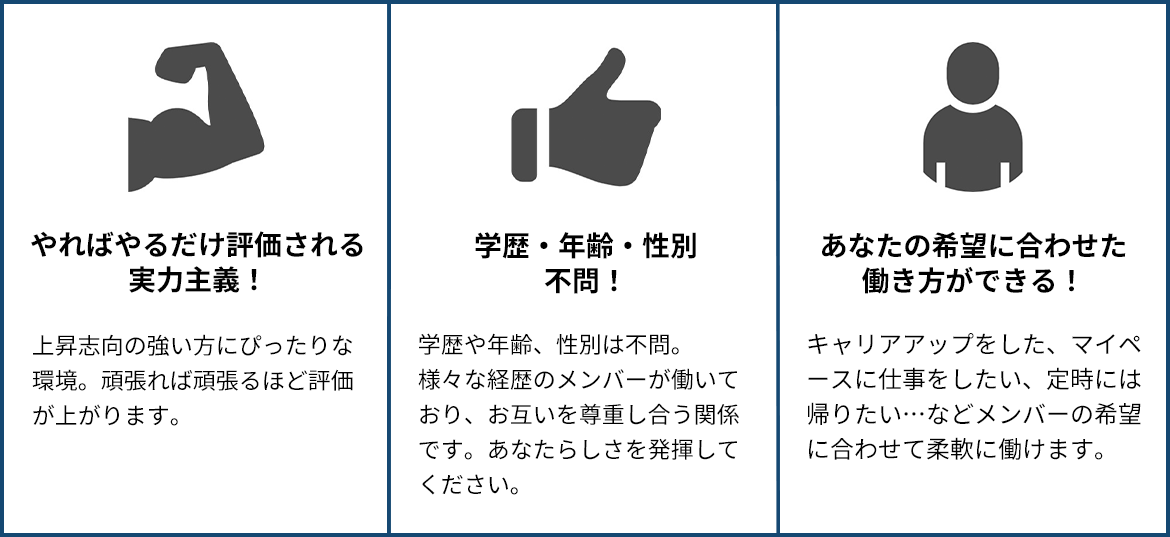 やればやるだけ評価される
実力主義！
上昇志向の強い方にぴったりな
環境。頑張れば頑張るほど評価
が上がります。
学歴・年齢・性別
不問！
学歴や年齢、性別は不問。
様々な経歴のメンバーが働いて
おり、お互いを尊重し合う関係
です。あなたらしさを発揮して
ください。
あなたの希望に合わせた
働き方ができる！
キャリアアップをした、マイペ
ースに仕事をしたい、定時には
帰りたい…などメンバーの希望
に合わせて柔軟に働けます。